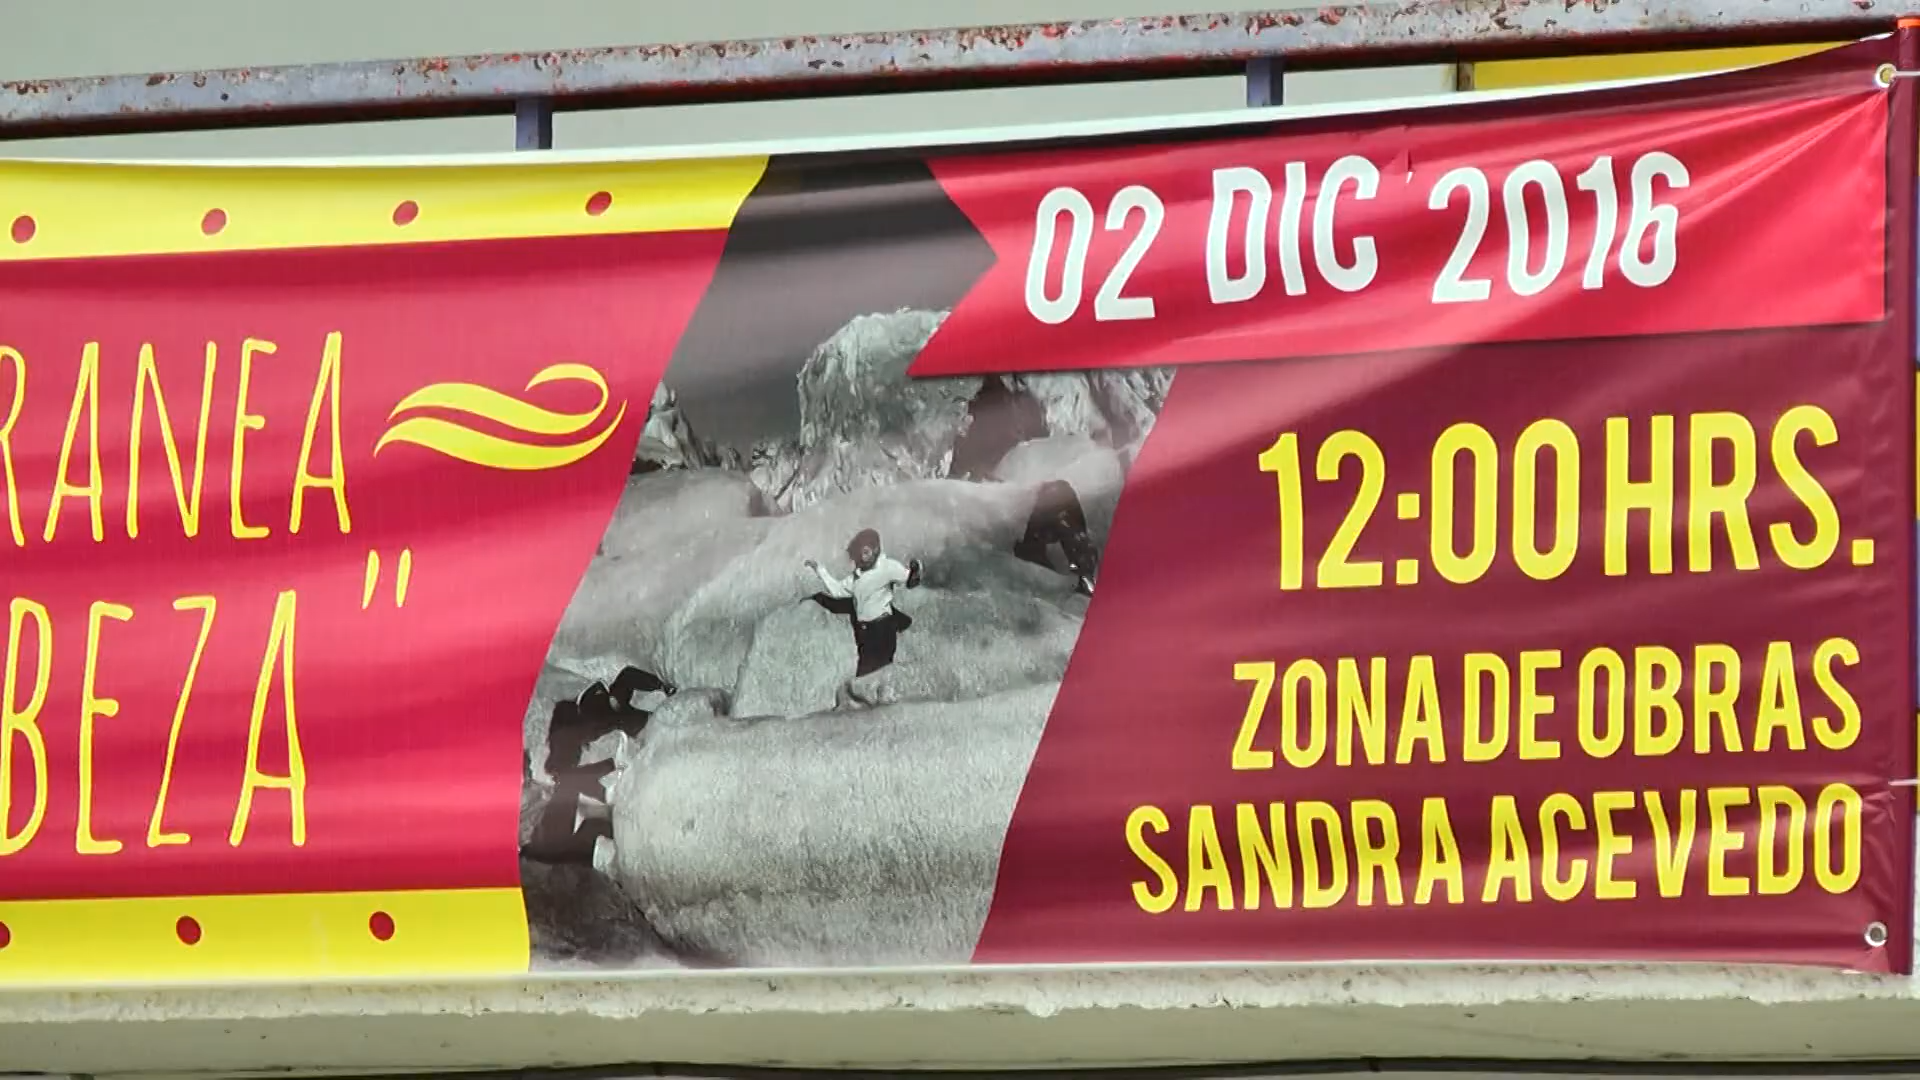 RANEA
BEZA"
02 DIC 2016
12:00 HRS.
ZONA DE OBRAS
SANDRA ACEVEDO